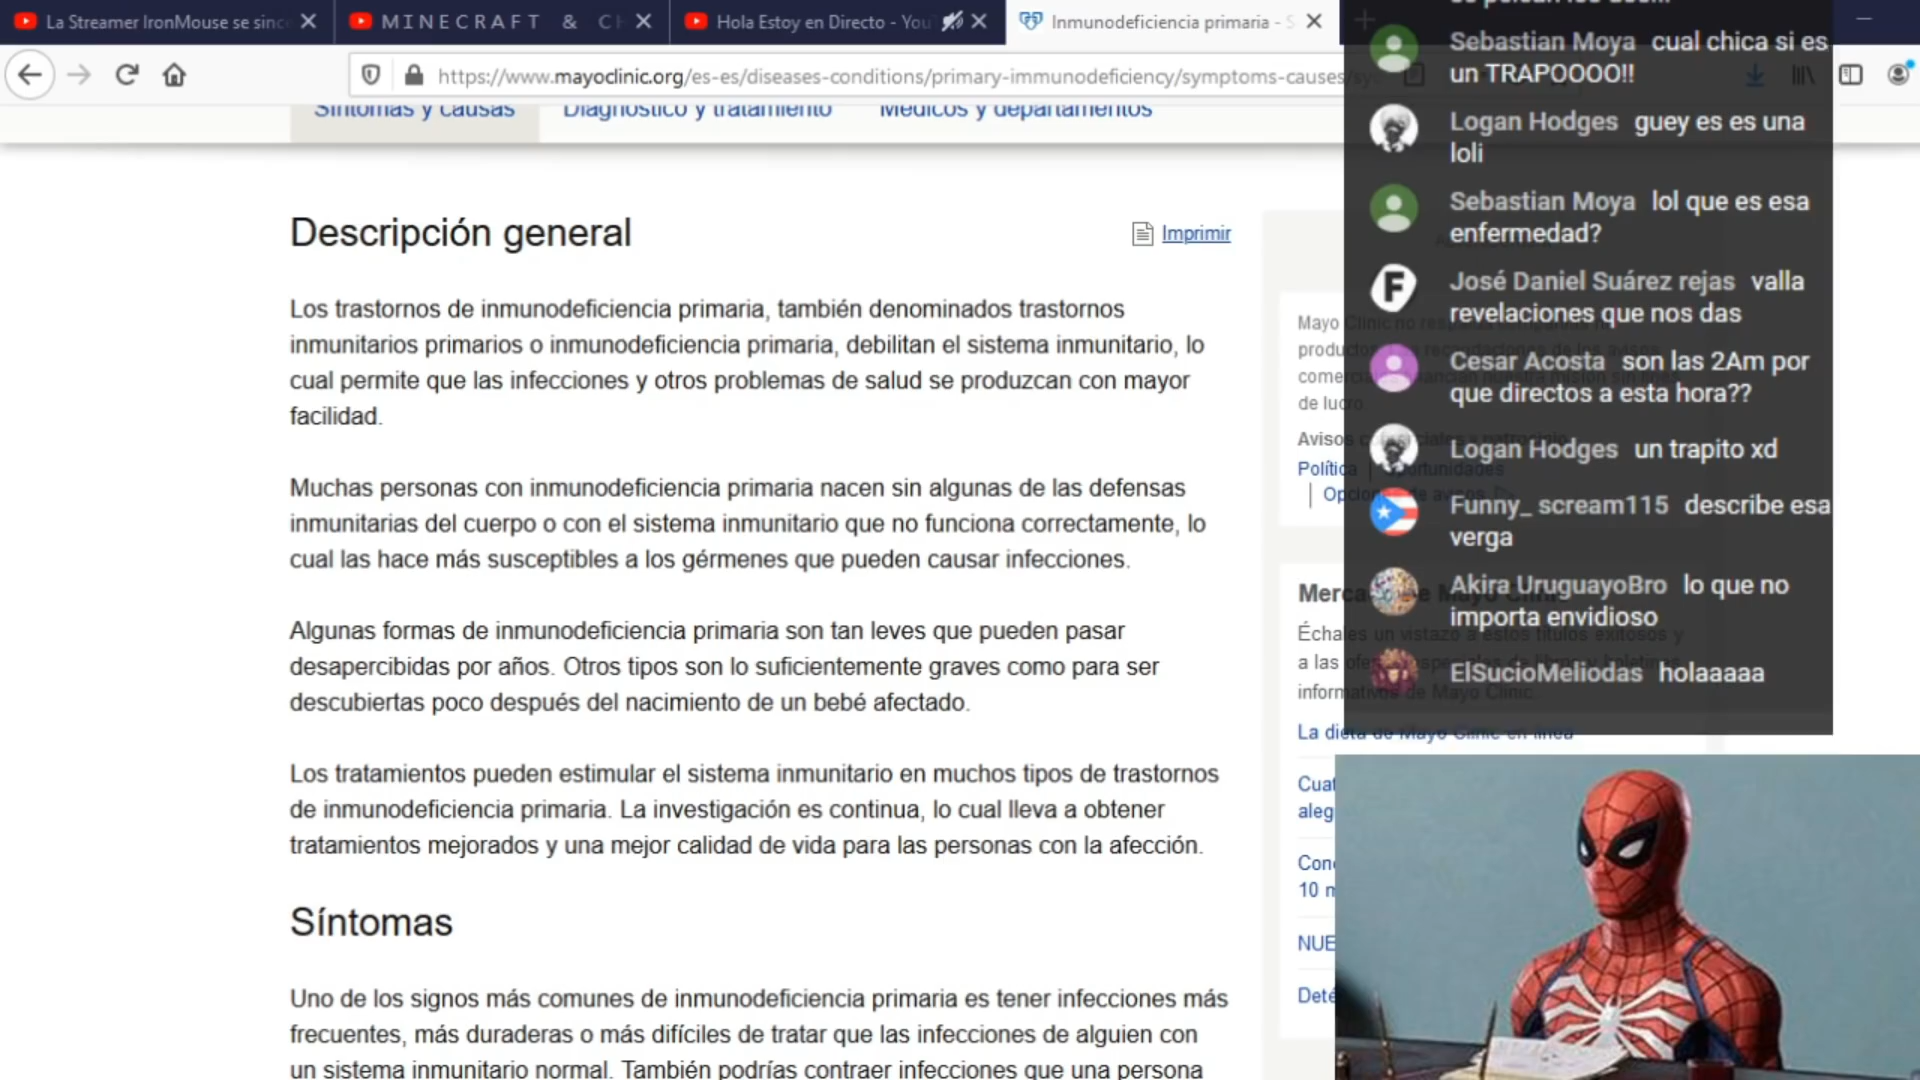 La Streamer IronMouse se since
MINECRAFT & CH
Hola Estoy en Directo - YouT
Inmunodeficiencia primaria - S
https://www.mayoclinic.org/es-es/diseases-conditions/primary-immunodeficiency/symptoms-causes/sy
Síntomas y causas
Diagnóstico y tratamiento
Médicos y departamentos
Descripción general
Imprimir
Los trastornos de inmunodeficiencia primaria, también denominados trastornos
inmunitarios primarios o inmunodeficiencia primaria, debilitan el sistema inmunitario, lo
cual permite que las infecciones y otros problemas de salud se produzcan con mayor
facilidad.
Muchas personas con inmunodeficiencia primaria nacen sin algunas de las defensas
inmunitarias del cuerpo o con el sistema inmunitario que no funciona correctamente, lo
cual las hace más susceptibles a los gérmenes que pueden causar infecciones.
Algunas formas de inmunodeficiencia primaria son tan leves que pueden pasar
desapercibidas por años. Otros tipos son lo suficientemente graves como para ser
descubiertas poco después del nacimiento de un bebé afectado.
Los tratamientos pueden estimular el sistema inmunitario en muchos tipos de trastornos
de inmunodeficiencia primaria. La investigación es continua, lo cual lleva a obtener
tratamientos mejorados y una mejor calidad de vida para las personas con la afección.
Síntomas
Uno de los signos más comunes de inmunodeficiencia primaria es tener infecciones más
frecuentes, más duraderas o más difíciles de tratar que las infecciones de alguien con
un sistema inmunitario normal. También podrías contraer infecciones que una persona
Mayo Clinic no
de lucro
Avisos
Política
Oportunidades
de Mayo Clinic
Échales un vistazo a estos títulos exitosos y
a las
informativos de Mayo Clinic.
La dieta de Mayo Clinic en línea
10
Sebastian Moya cual chica si es
un TRAPOOOO!!
Logan Hodges guey es es una
loli
Sebastian Moya lol que es esa
enfermedad?
José Daniel Suárez rejas valla
revelaciones que nos das
Cesar Acosta son las 2Am por
que directos a esta hora??
Logan Hodges un trapito xd
Funny_ scream115 describe esa
verga
Akira UruguayoBro lo que no
importa envidioso
ElSucioMeliodas holaaaaa